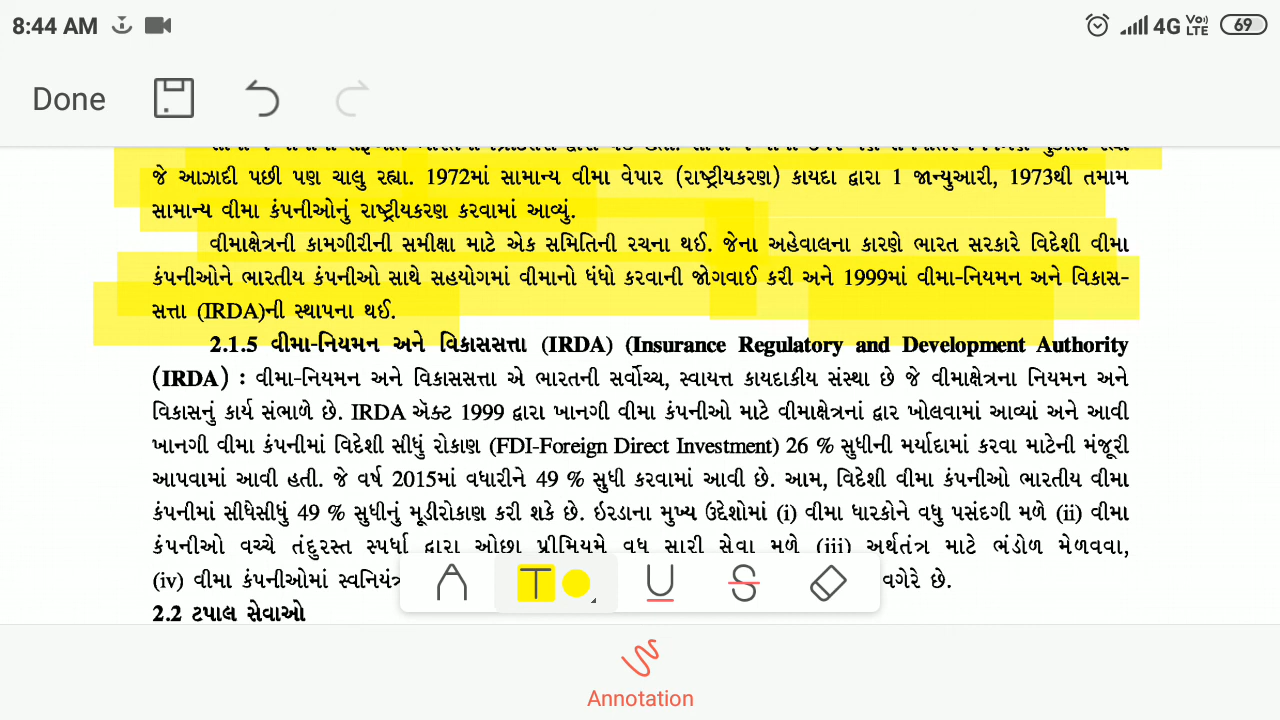 8:44 AM 4G Vo)) LTE 69
Done
જે આઝાદી પછી પણ ચાલુ રહ્યા. 1972માં સામાન્ય વીમા વેપાર (રાષ્ટ્રીયકરણ) કાયદા દ્વારા 1 જાન્યુઆરી, 1973થી તમામ
સામાન્ય વીમા કંપનીઓનું રાષ્ટ્રીયકરણ કરવામાં આવ્યું.
વીમાક્ષેત્રની કામગીરીની સમીક્ષા માટે એક સમિતિની રચના થઈ. જેના અહેવાલના કારણે ભારત સરકારે વિદેશી વીમા
કંપનીઓને ભારતીય કંપનીઓ સાથે સહયોગમાં વીમાનો ધંધો કરવાની જોગવાઈ કરી અને 1999માં વીમા-નિયમન અને વિકાસ-
સત્તા (IRDA)ની સ્થાપના થઈ.
2.1.5 વીમા-નિયમન અને વિકાસસત્તા (IRDA) (Insurance Regulatory and Development Authority
(IRDA) : વીમા-નિયમન અને વિકાસસત્તા એ ભારતની સર્વોચ્ચ, સ્વાયત્ત કાયદાકીય સંસ્થા છે જે વીમાક્ષેત્રના નિયમન અને
વિકાસનું કાર્ય સંભાળે છે. IRDA ઍક્ટ 1999 દ્વારા ખાનગી વીમા કંપનીઓ માટે વીમાક્ષેત્રનાં દ્વાર ખોલવામાં આવ્યાં અને આવી
ખાનગી વીમા કંપનીમાં વિદેશી સીધું રોકાણ (FDI-Foreign Direct Investment) 26 % સુધીની મર્યાદામાં કરવા માટેની મંજૂરી
આપવામાં આવી હતી. જે વર્ષ 2015માં વધારીને 49 % સુધી કરવામાં આવી છે. આમ, વિદેશી વીમા કંપનીઓ ભારતીય વીમા
કંપનીમાં સીધેસીધું 49 % સુધીનું મૂડીરોકાણ કરી શકે છે. ઇરડાના મુખ્ય ઉદ્દેશોમાં (i) વીમા ધારકોને વધુ પસંદગી મળે (ii) વીમા
કંપનીઓ વચ્ચે તંદુરસ્ત સ્પર્ધા દ્વારા ઓછા પ્રીમિયમે વધુ સારી સેવા મળે (iii) અર્થતંત્ર માટે ભંડોળ મેળવવા,
(iv) વીમા કંપનીઓમાં વગેરે છે.
2.2 ટપાલ સેવાઓ
Annotation